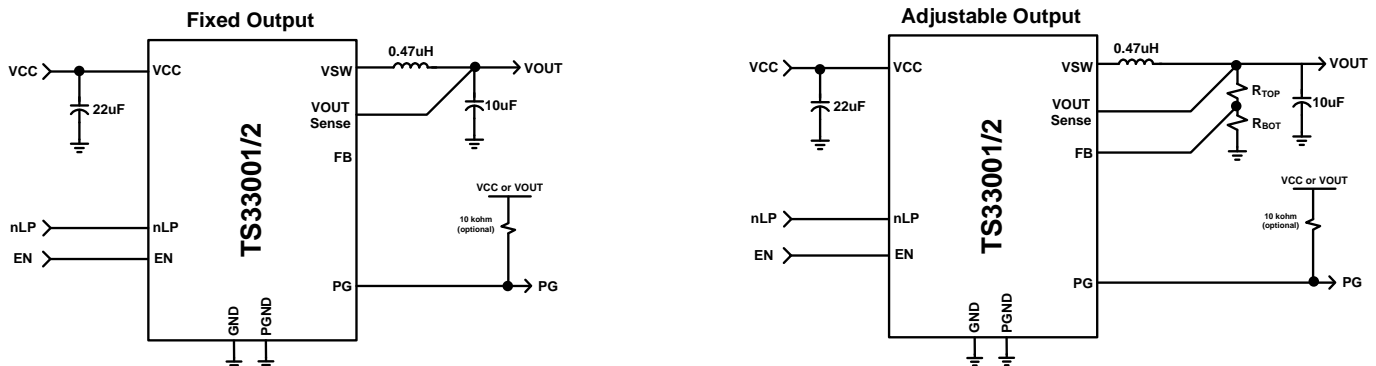 Fixed Output
VCC
22uF
VCC
nLP
nLP
EN
EN
TS33001/2
GND
PGND
VSW
0.47uH
VOUT
10uF
VOUT
Sense
FB
VCC or VOUT
10 kohm
(optional)
PG
PG
Adjustable Output
VCC
22uF
VCC
nLP
nLP
EN
EN
TS33001/2
GND
PGND
VSW
0.47uH
VOUT
RTOP
10uF
VOUT
Sense
RBOT
FB
VCC or VOUT
10 kohm
(optional)
PG
PG